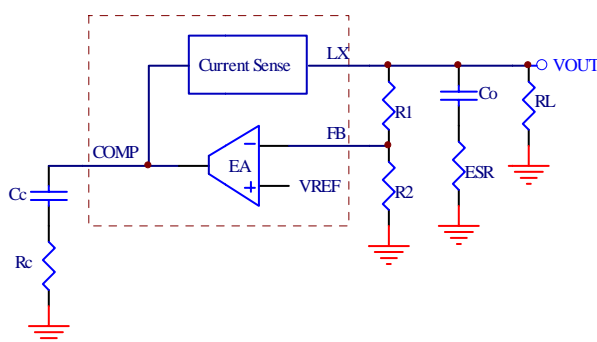 LX
VOUT
Current Sense
R1
Co
RL
FB
COMP
EA
VREF
R2
ESR
Cc
Rc